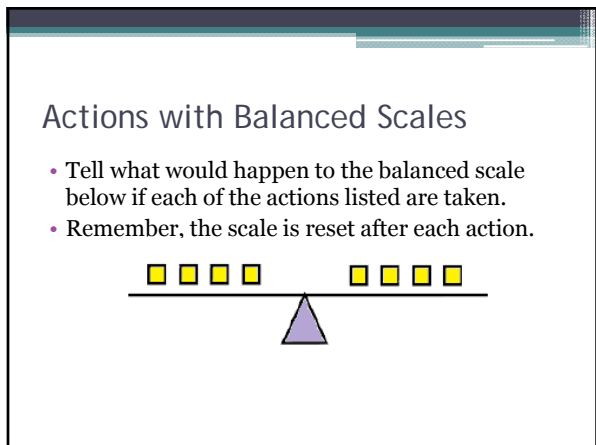 Actions with Balanced Scales
• Tell what would happen to the balanced scale
below if each of the actions listed are taken.
• Remember, the scale is reset after each action.